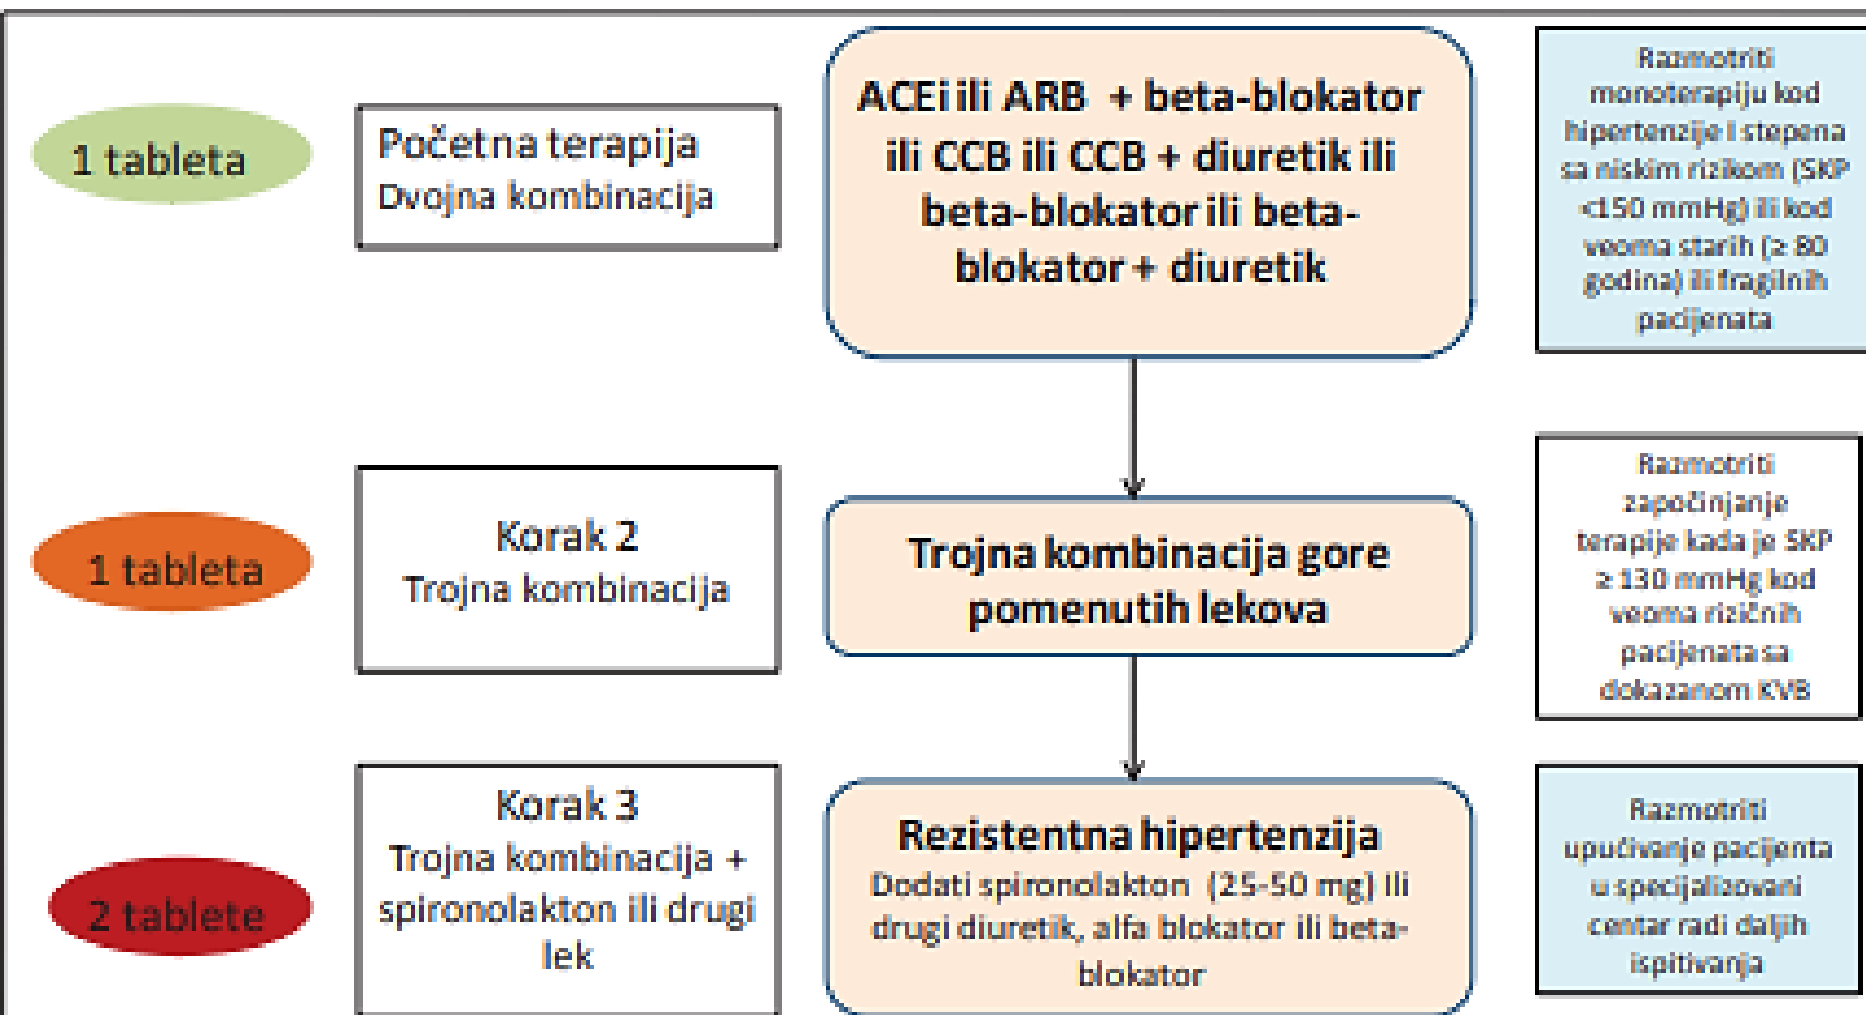 1 tableta
Početna terapija
Dvojna kombinacija
ACEi ili ARB + beta-blokator
ili CCB ili CCB + diuretik ili
beta-blokator ili beta-
blokator + diuretik
Razmotriti
monoterapiju kod
hipertenzije I stepena
sa niskim rizikom (SKP
<150 mmHg) ili kod
veoma starih (≥ 80
godina) ili fragilnih
pacijenata
1 tableta
Korak 2
Trojna kombinacija
Trojna kombinacija gore
pomenutih lekova
Razmotriti
započinjanje
terapije kada je SKP
≥ 130 mmHg kod
veoma rizičnih
pacijenata sa
dokazanom KVB
2 tablete
Korak 3
Trojna kombinacija +
spironolakton ili drugi
lek
Rezistentna hipertenzija
Dodati spironolakton (25-50 mg) ili
drugi diuretik, alfa blokator ili beta-
blokator
Razmotriti
upućivanje pacijenta
u specijalizovani
centar radi daljih
ispitivanja